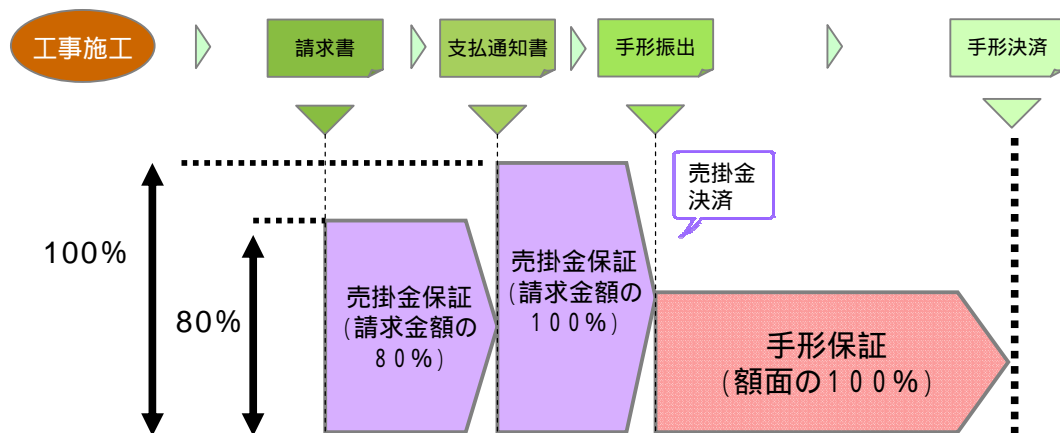 工事施工
請求書
支払通知書
手形振出
手形決済
売掛金
決済
100%
80%
売掛金保証
(請求金額の
80%)
売掛金保証
(請求金額の
100%)
手形保証
(額面の100%)